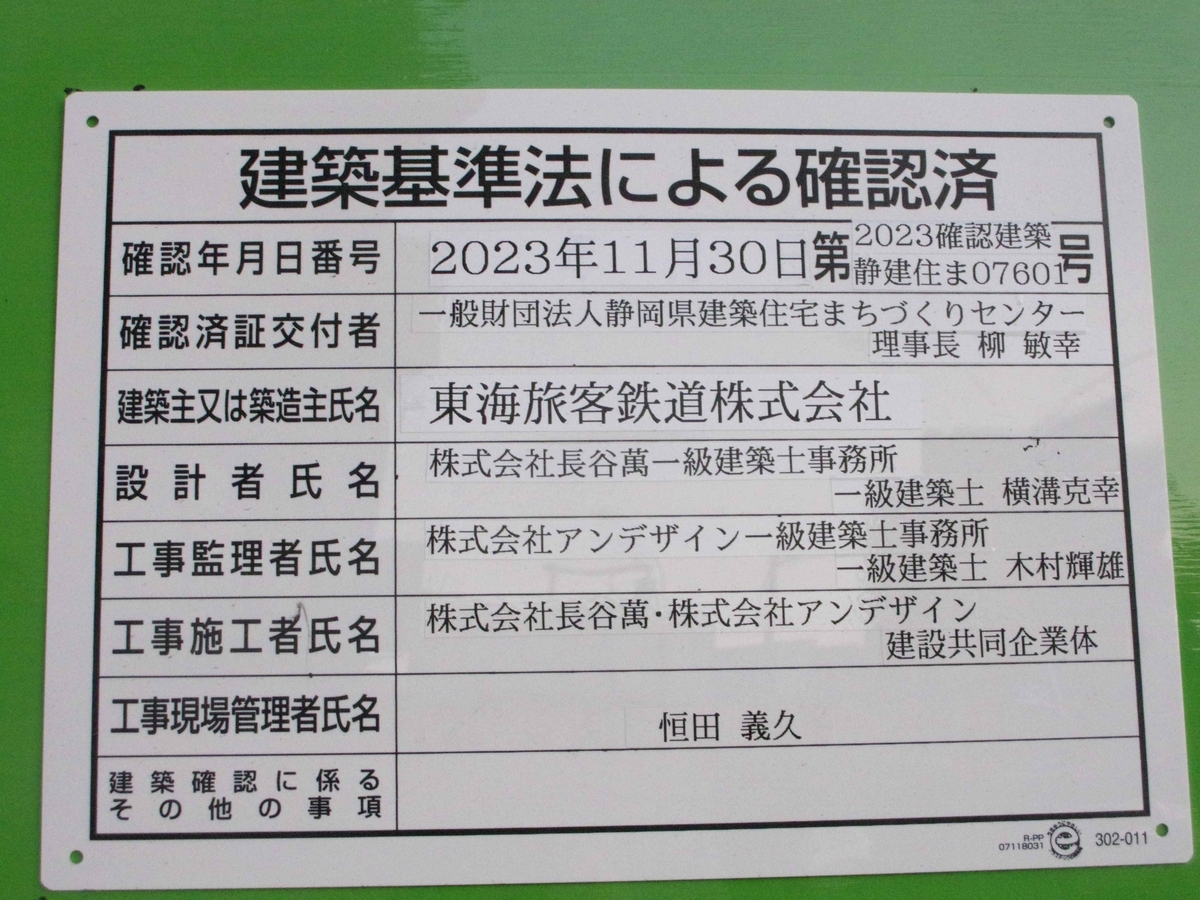 建築基準法による確認済
確認年月日番号
2023年11月30日第2023確認建築
静建住ま07601号
確認済証交付者
一般財団法人静岡県建築住宅まちづくりセンター
理事長 柳 敏幸
建築主又は築造主氏名
東海旅客鉄道株式会社
設計者氏名
株式会社長谷萬一級建築士事務所
一級建築士 横溝克幸
工事監理者氏名
株式会社アンデザイン一級建築士事務所
一級建築士 木村輝雄
工事施工者氏名
株式会社長谷萬・株式会社アンデザイン
建設共同企業体
工事現場管理者氏名
恒田 義久
建築確認に係る
その他の事項
R-PP
07118031
302-011